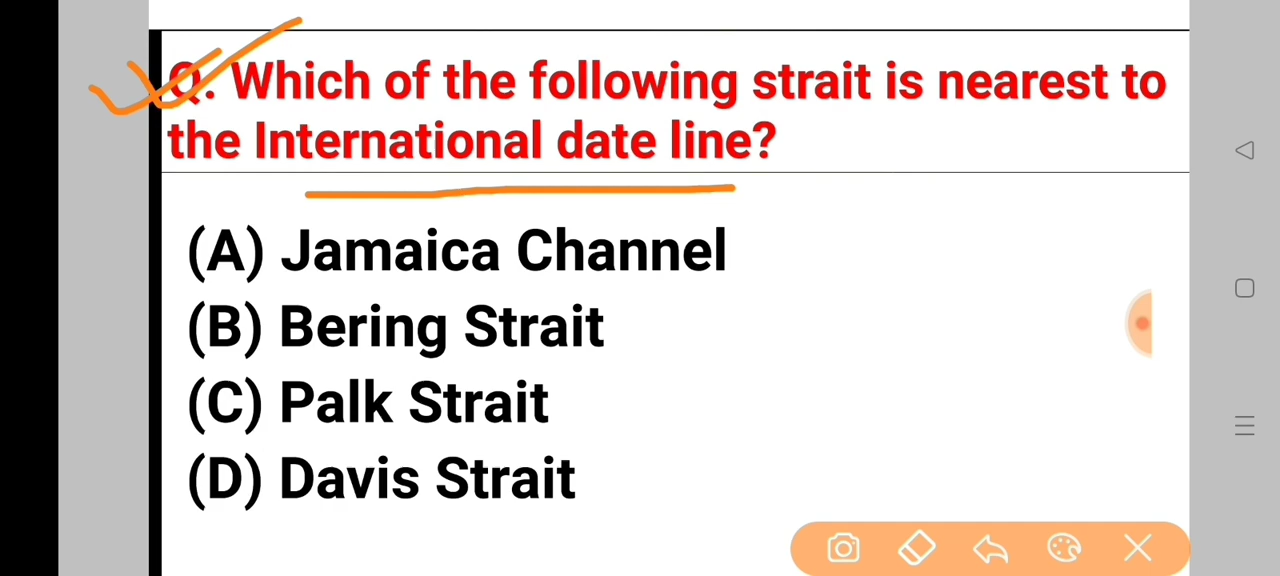 Q. Which of the following strait is nearest to
the International date line?
(A) Jamaica Channel
(B) Bering Strait
(C) Palk Strait
(D) Davis Strait